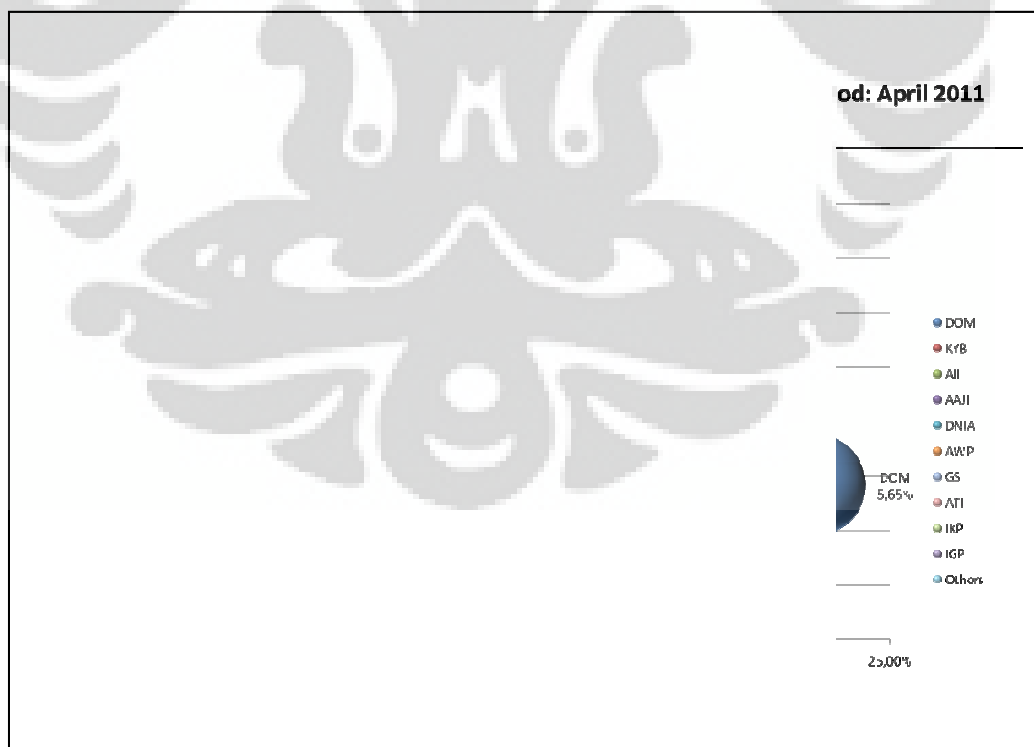 od: April 2011
DOM
KYB
AII
AAJI
DNIA
AWP
GS
ATI
IKP
IGP
Others
DOM
5,65%
25,00%